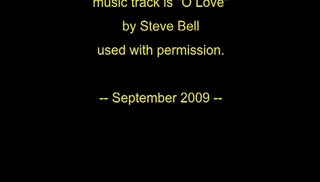 music track is "O Love"
by Steve Bell
used with permission.
-- September 2009 --